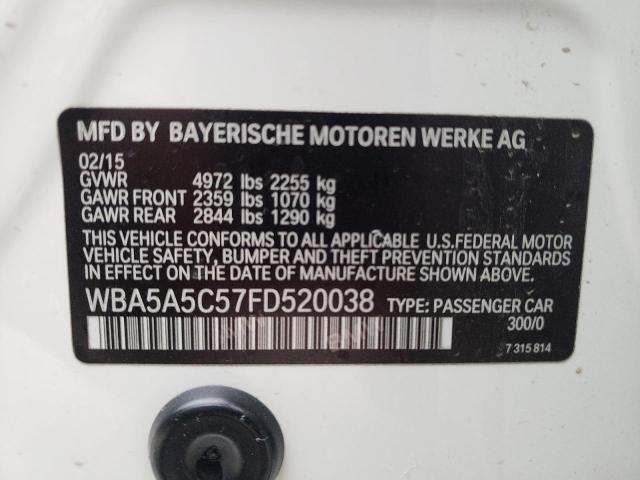 MFD BY BAYERISCHE MOTOREN WERKE AG
02/15
GVWR 4972 lbs 2255 kg
GAWR FRONT 2359 lbs 1070 kg
GAWR REAR 2844 lbs 1290 kg
THIS VEHICLE CONFORMS TO ALL APPLICABLE U.S.FEDERAL MOTOR
VEHICLE SAFETY, BUMPER AND THEFT PREVENTION STANDARDS
IN EFFECT ON THE DATE OF MANUFACTURE SHOWN ABOVE.
WBA5A5C57FD520038 TYPE: PASSENGER CAR
300/0
7 315 814